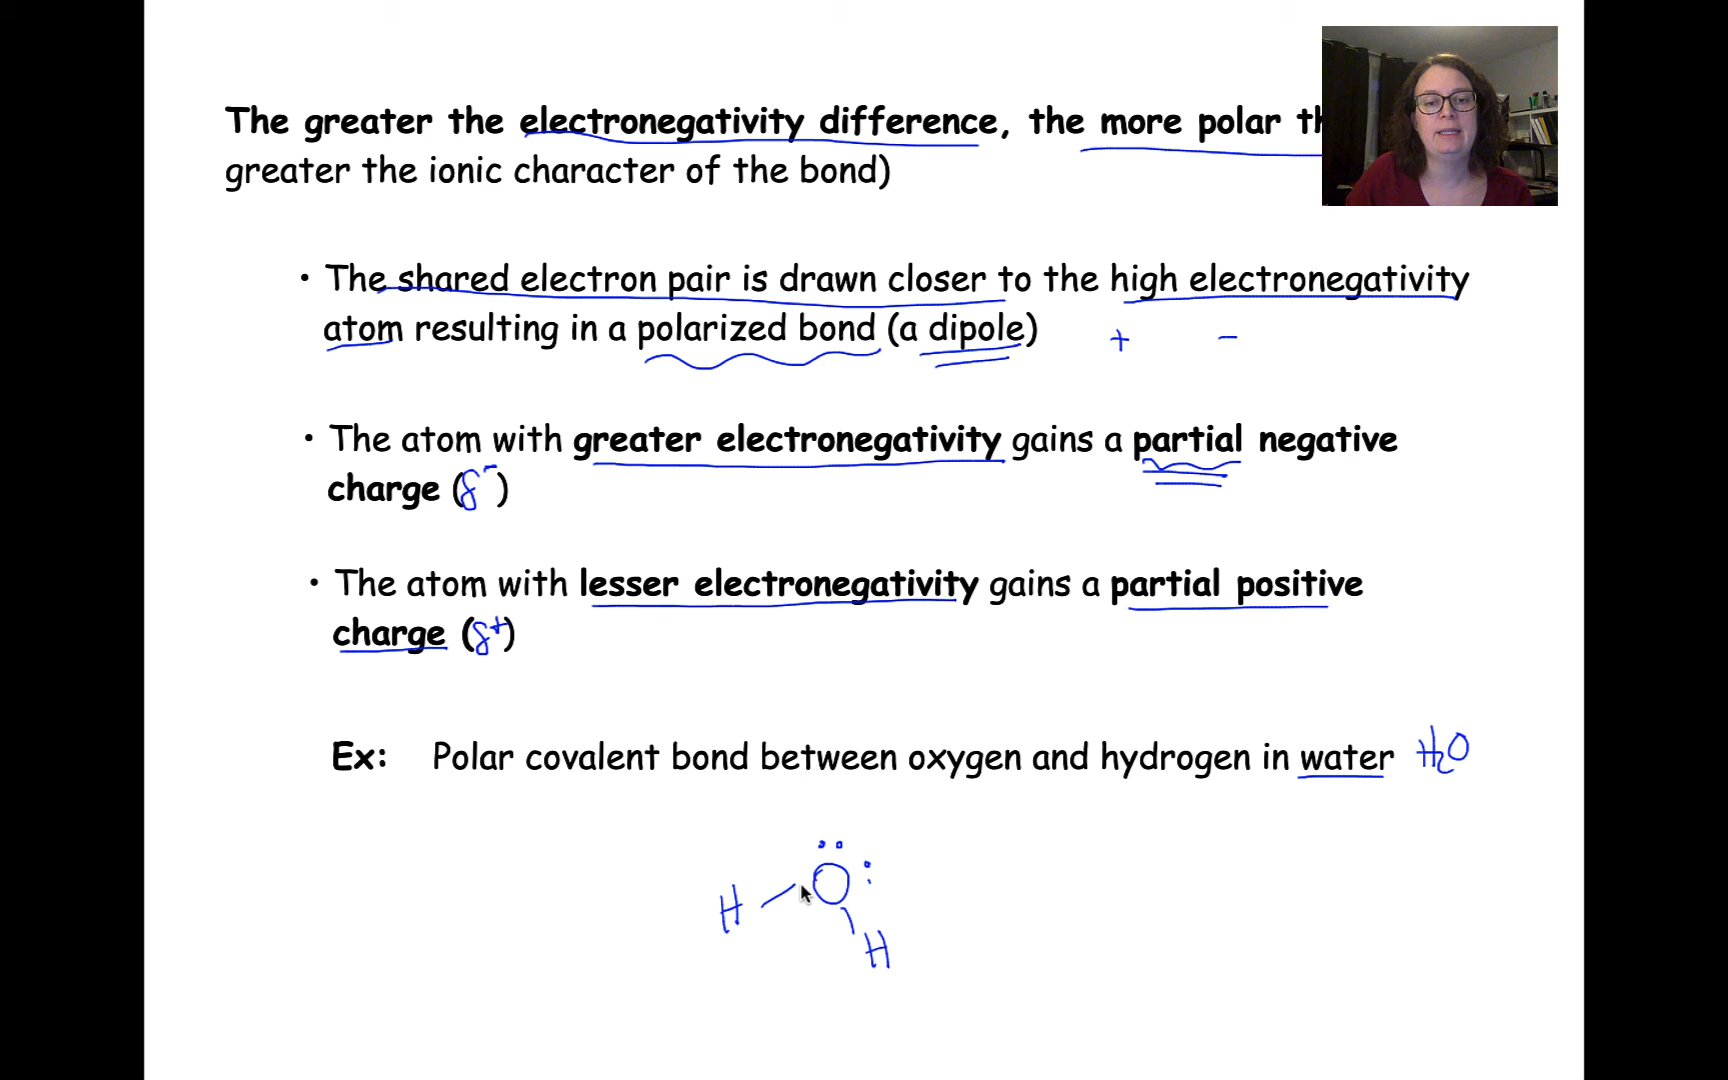 The greater the electronegativity difference, the more polar
greater the ionic character of the bond)
• The shared electron pair is drawn closer to the high electronegativity
atom resulting in a polarized bond (a dipole) + -
• The atom with greater electronegativity gains a partial negative
charge (δ⁻)
• The atom with lesser electronegativity gains a partial positive
charge (δ⁺)
Ex: Polar covalent bond between oxygen and hydrogen in water H₂O
H O
H